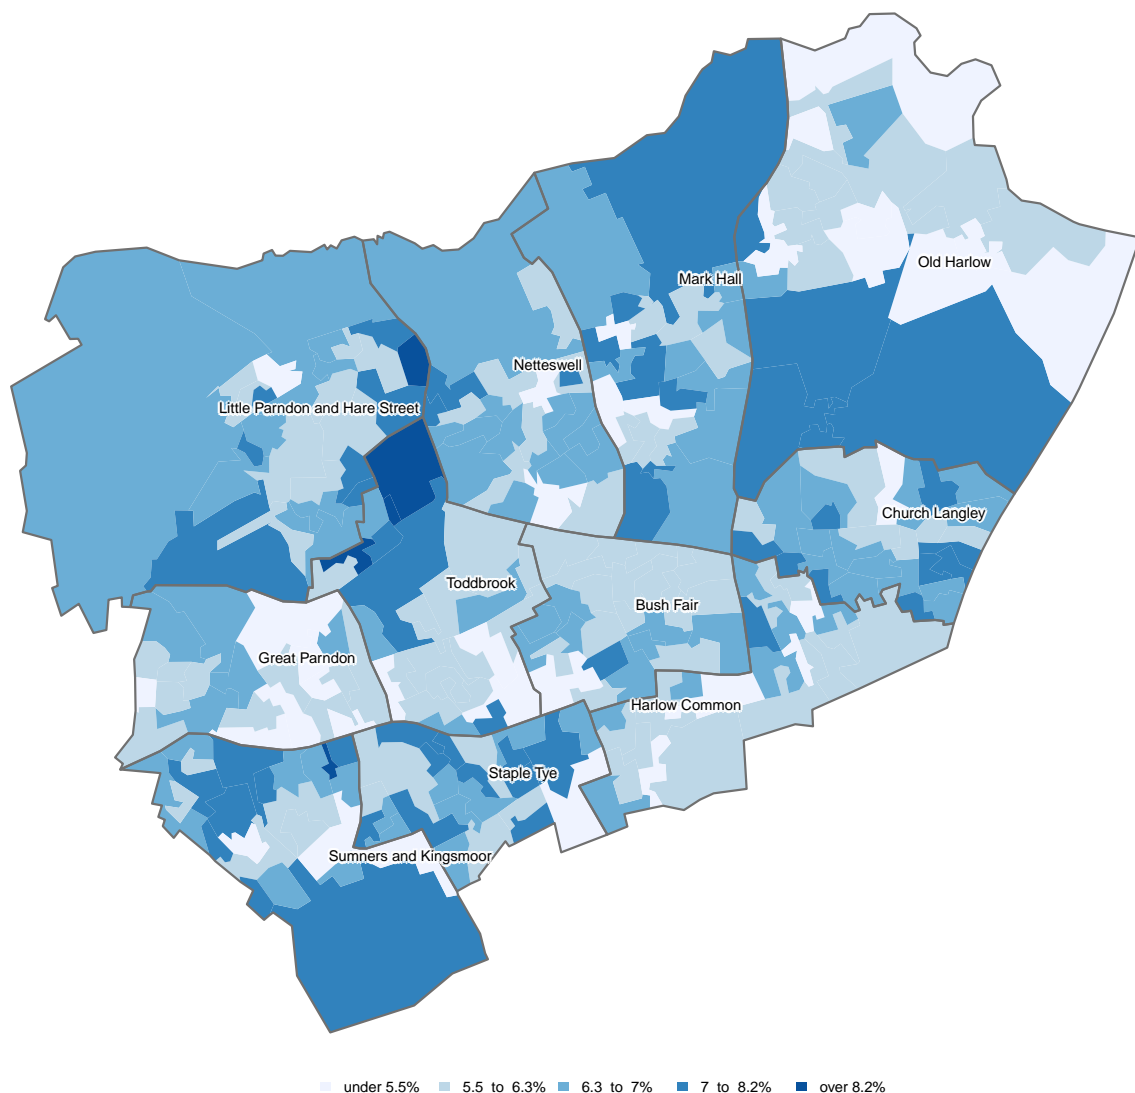 Old Harlow
Mark Hall
Netteswell
Little Parndon and Hare Street
Church Langley
Toddbrook
Bush Fair
Great Parndon
Harlow Common
Staple Tye
Sumners and Kingsmoor
under 5.5% 5.5 to 6.3% 6.3 to 7% 7 to 8.2% over 8.2%